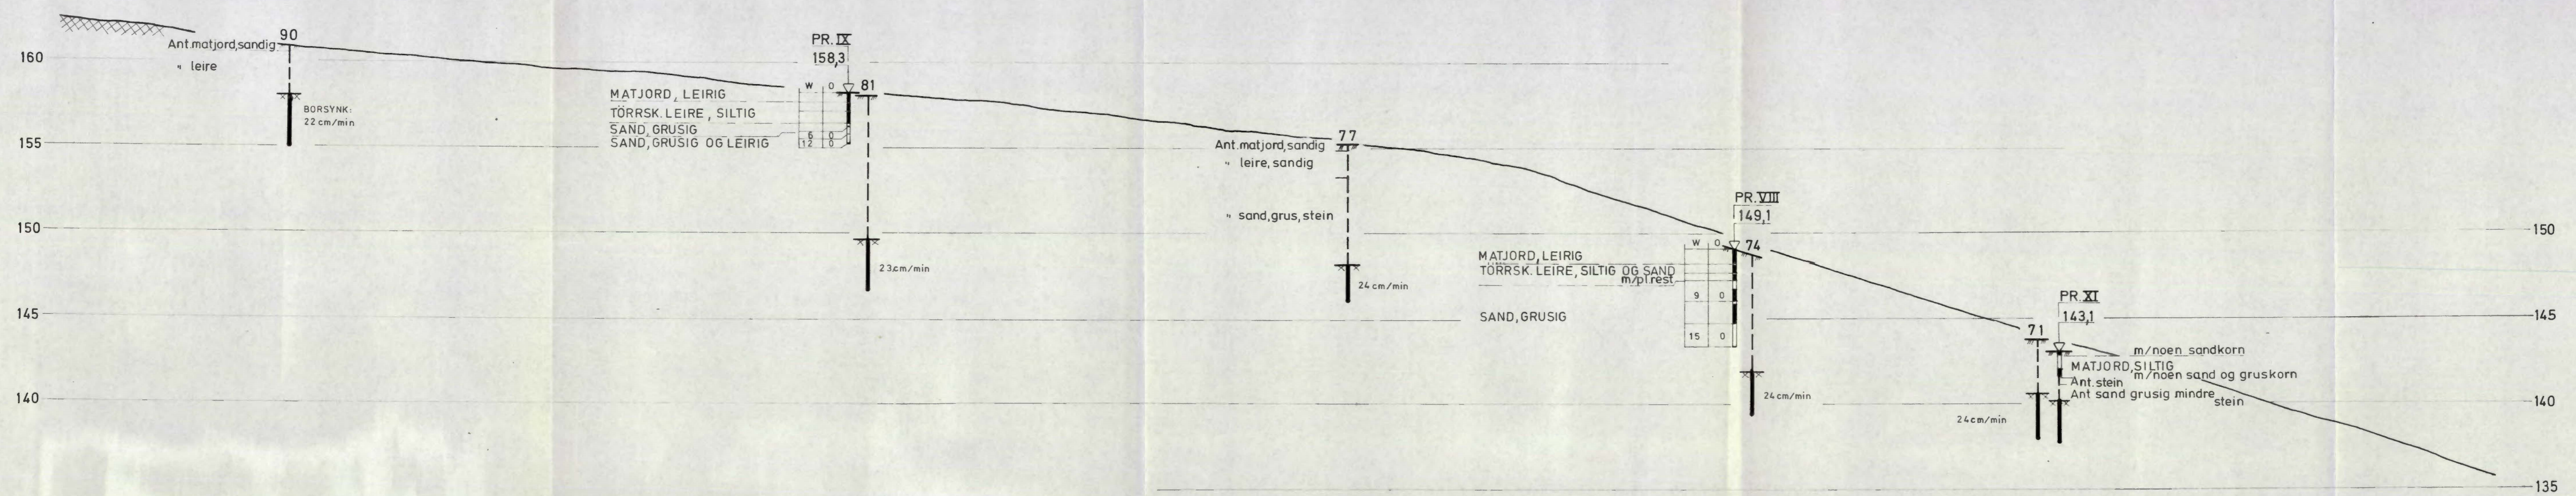 160
155
150
145
140
90
Ant.matjord,sandig
" leire
BORSYNK:
22 cm/min
PR. IX
158,3
W O
81
MATJORD, LEIRIG
TÖRRSK. LEIRE, SILTIG
SAND, GRUSIG 6 0
SAND, GRUSIG OG LEIRIG 12 0
23.cm/min
77
Ant.matjord,sandig
" leire, sandig
" sand,grus,stein
24 cm/min
PR. VIII
149,1
W O
74
MATJORD, LEIRIG
TÖRRSK. LEIRE, SILTIG OG SAND
m/pl.rest
9 0
SAND, GRUSIG
15 0
24 cm/min
71
24cm/min
PR. XI
143,1
m/noen sandkorn
MATJORD, SILTIG
m/noen sand og gruskorn
Ant. stein
Ant sand grusig mindre
stein
150
145
140
135